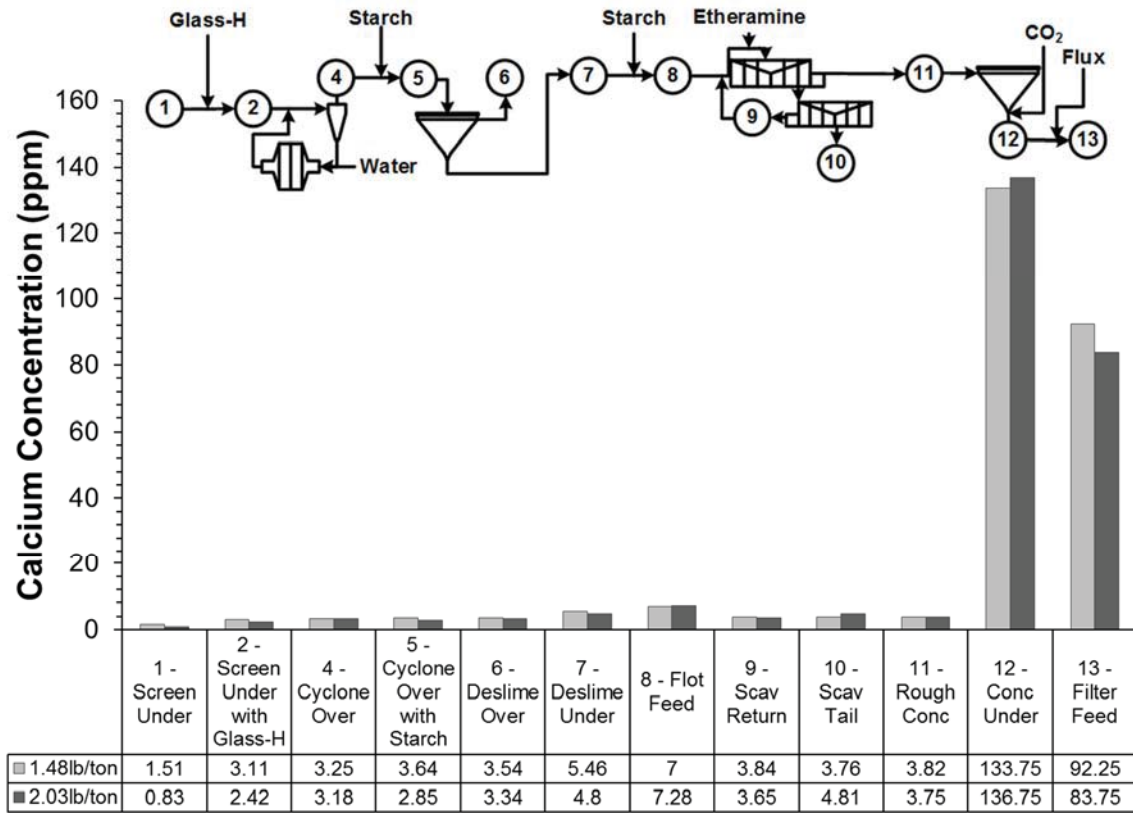 Glass-H
Starch
Starch
Etheramine
CO₂
Flux
1
2
4
5
6
7
8
9
10
11
12
13
Water
Calcium Concentration (ppm)
160
140
120
100
80
60
40
20
0
1 - Screen Under
2 - Screen Under with Glass-H
4 - Cyclone Over
5 - Cyclone Over with Starch
6 - Deslime Over
7 - Deslime Under
8 - Flot Feed
9 - Scav Return
10 - Scav Tail
11 - Rough Conc
12 - Conc Under
13 - Filter Feed
1.48lb/ton 1.51 3.11 3.25 3.64 3.54 5.46 7 3.84 3.76 3.82 133.75 92.25
2.03lb/ton 0.83 2.42 3.18 2.85 3.34 4.8 7.28 3.65 4.81 3.75 136.75 83.75